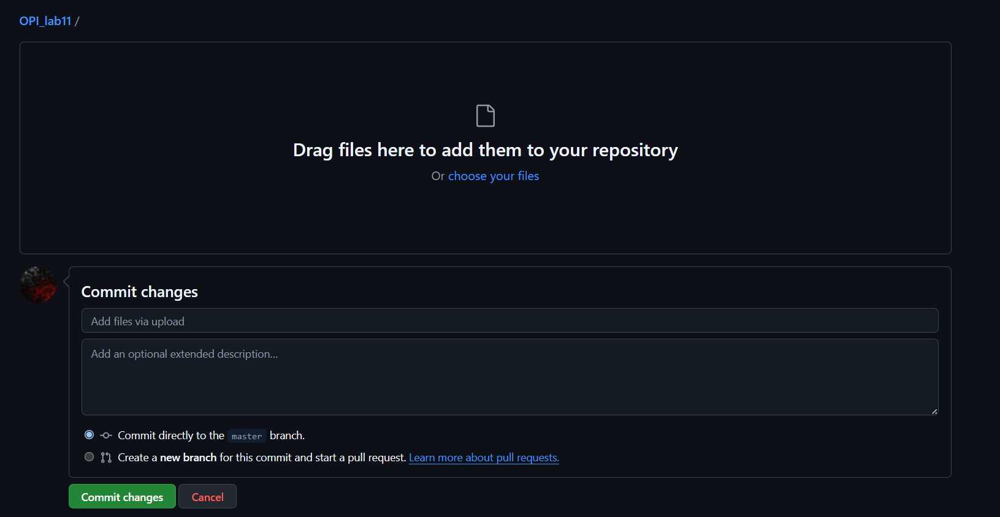 OPI_lab11 /
Drag files here to add them to your repository
Or choose your files
Commit changes
Add files via upload
Add an optional extended description...
Commit directly to the master branch.
Create a new branch for this commit and start a pull request. Learn more about pull requests.
Commit changes Cancel